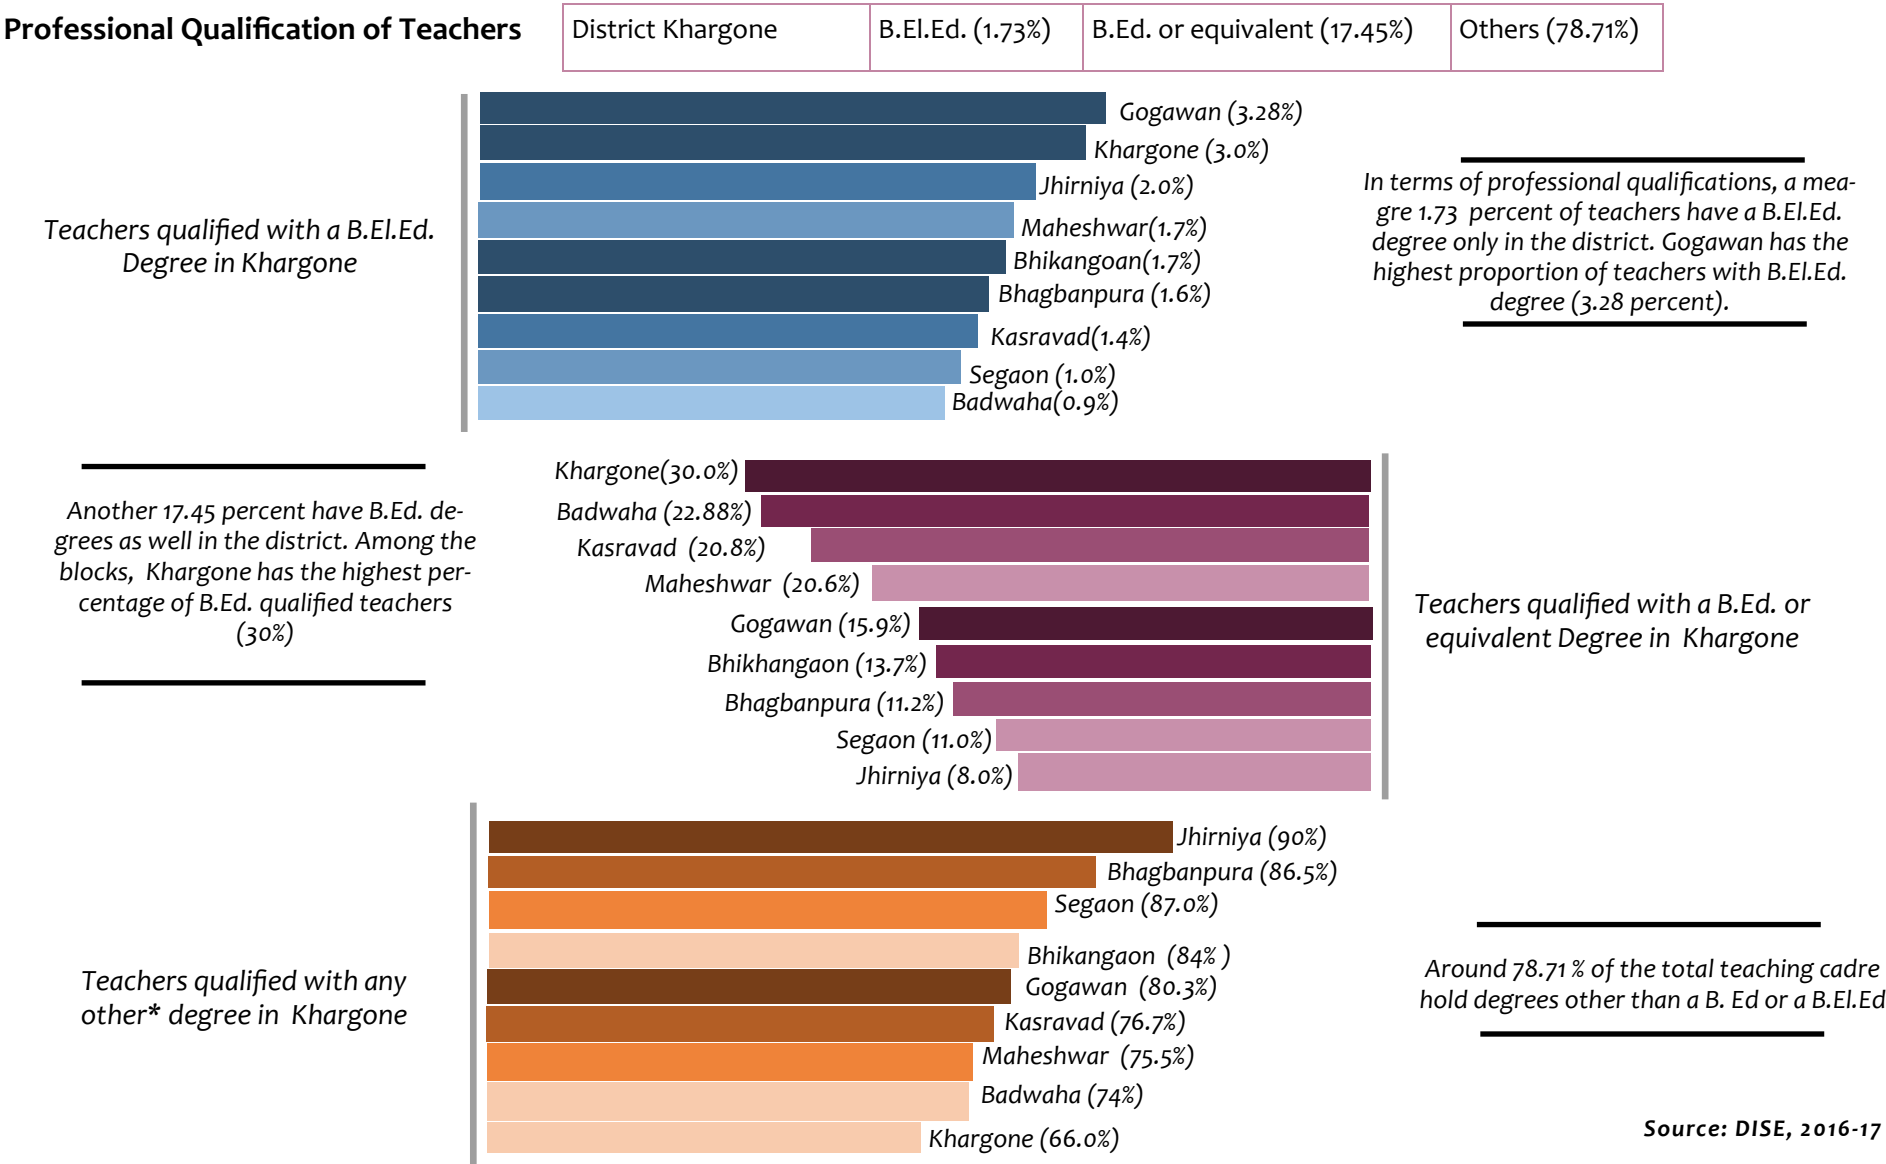 Professional Qualification of Teachers
District Khargone
B.El.Ed. (1.73%)
B.Ed. or equivalent (17.45%)
Others (78.71%)
Teachers qualified with a B.El.Ed.
Degree in Khargone
Gogawan (3.28%)
Khargone (3.0%)
Jhirniya (2.0%)
Maheshwar(1.7%)
Bhikangoan(1.7%)
Bhagbanpura (1.6%)
Kasravad(1.4%)
Segaon (1.0%)
Badwaha(0.9%)
In terms of professional qualifications, a mea-
gre 1.73 percent of teachers have a B.El.Ed.
degree only in the district. Gogawan has the
highest proportion of teachers with B.El.Ed.
degree (3.28 percent).
Another 17.45 percent have B.Ed. de-
grees as well in the district. Among the
blocks, Khargone has the highest per-
centage of B.Ed. qualified teachers
(30%)
Khargone(30.0%)
Badwaha (22.88%)
Kasravad (20.8%)
Maheshwar (20.6%)
Gogawan (15.9%)
Bhikhangaon (13.7%)
Bhagbanpura (11.2%)
Segaon (11.0%)
Jhirniya (8.0%)
Teachers qualified with a B.Ed. or
equivalent Degree in Khargone
Teachers qualified with any
other* degree in Khargone
Jhirniya (90%)
Bhagbanpura (86.5%)
Segaon (87.0%)
Bhikangaon (84% )
Gogawan (80.3%)
Kasravad (76.7%)
Maheshwar (75.5%)
Badwaha (74%)
Khargone (66.0%)
Around 78.71 % of the total teaching cadre
hold degrees other than a B. Ed or a B.El.Ed
Source: DISE, 2016-17